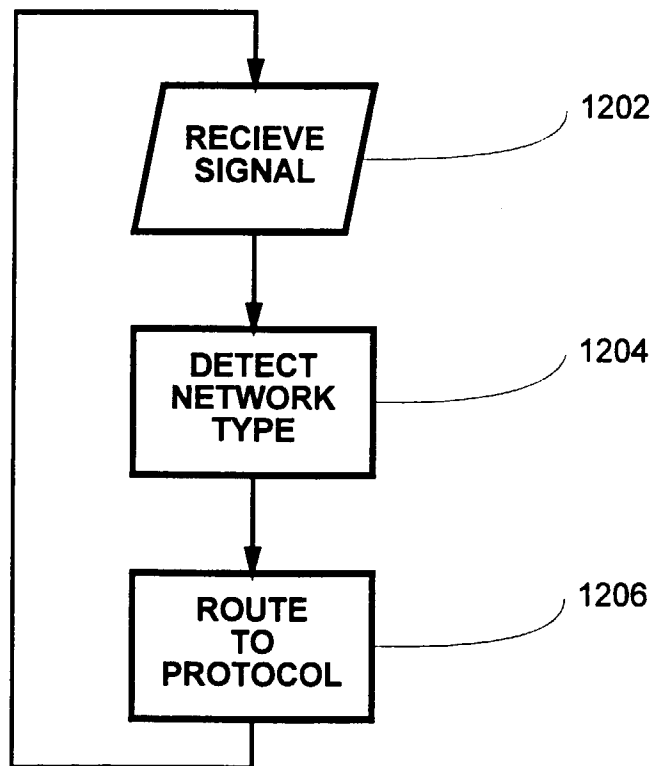 RECIEVE
SIGNAL
1202
DETECT
NETWORK
TYPE
1204
ROUTE
TO
PROTOCOL
1206